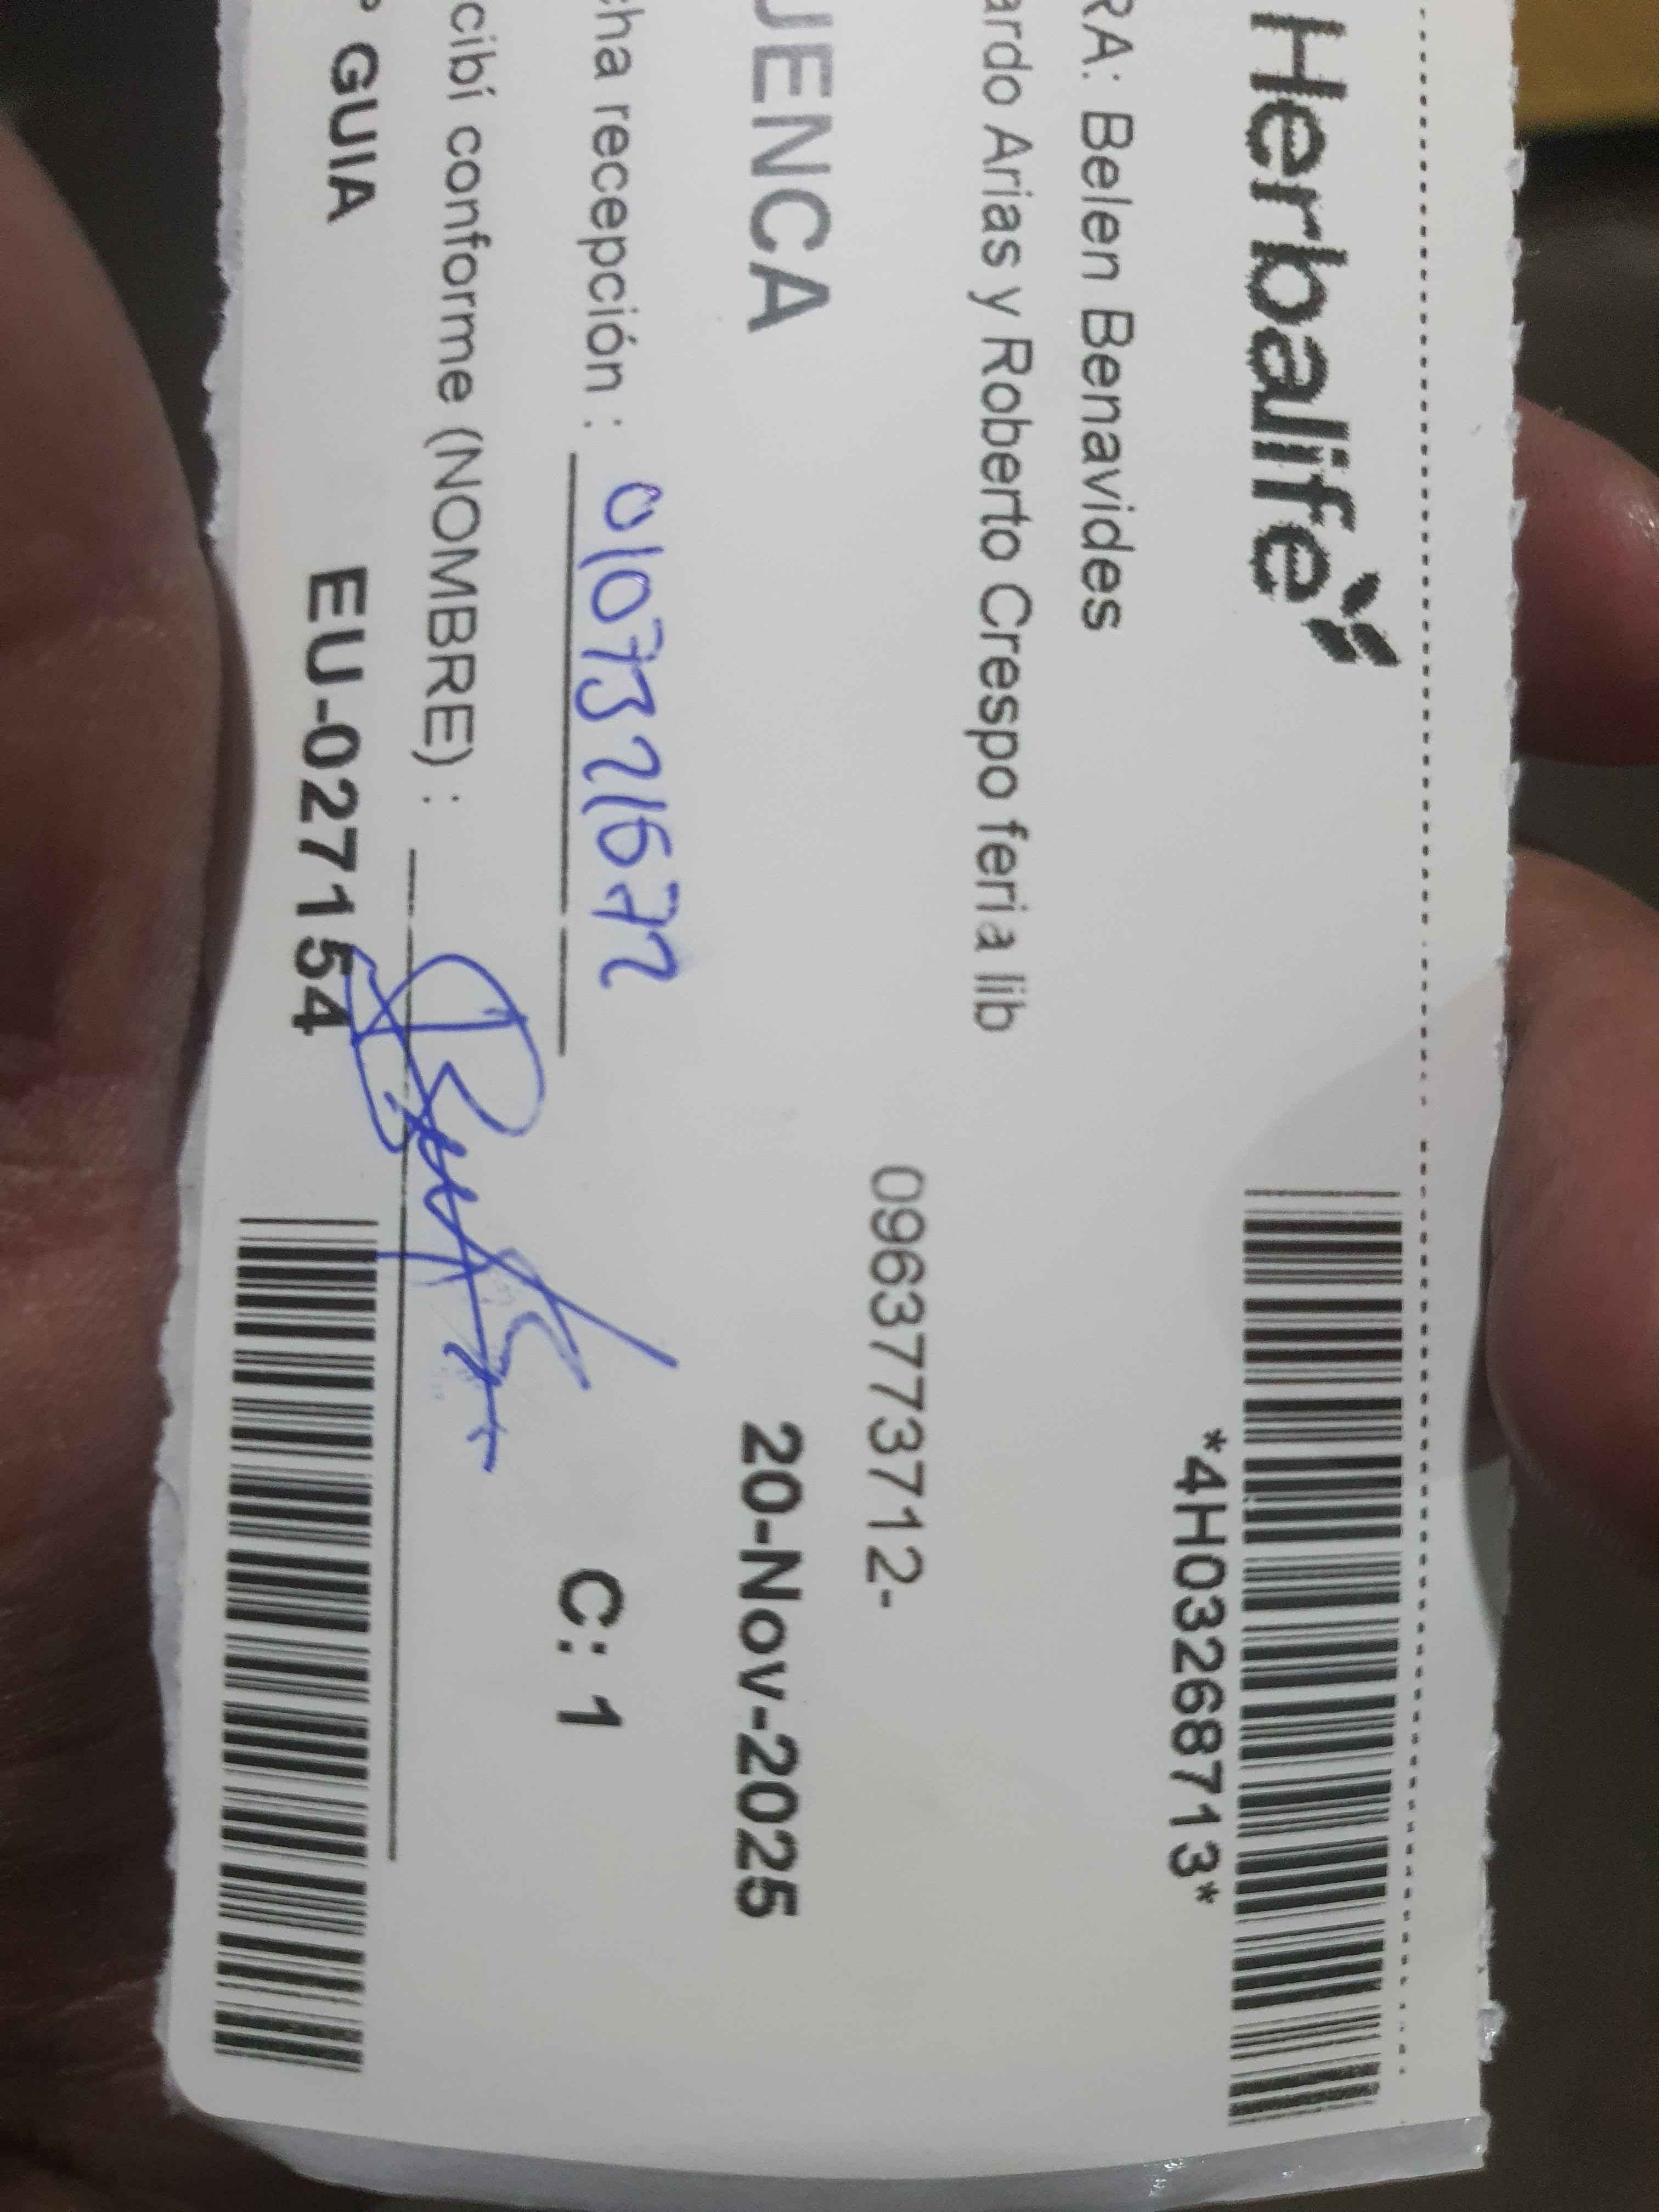 Herbalife
*4H03268713*
RA: Belen Benavides
ardo Arias y Roberto Crespo feria lib
0963773712-
JENCA
20-Nov-2025
cha recepción : 0107321672
C: 1
cibí conforme (NOMBRE) :
° GUIA EU-027154